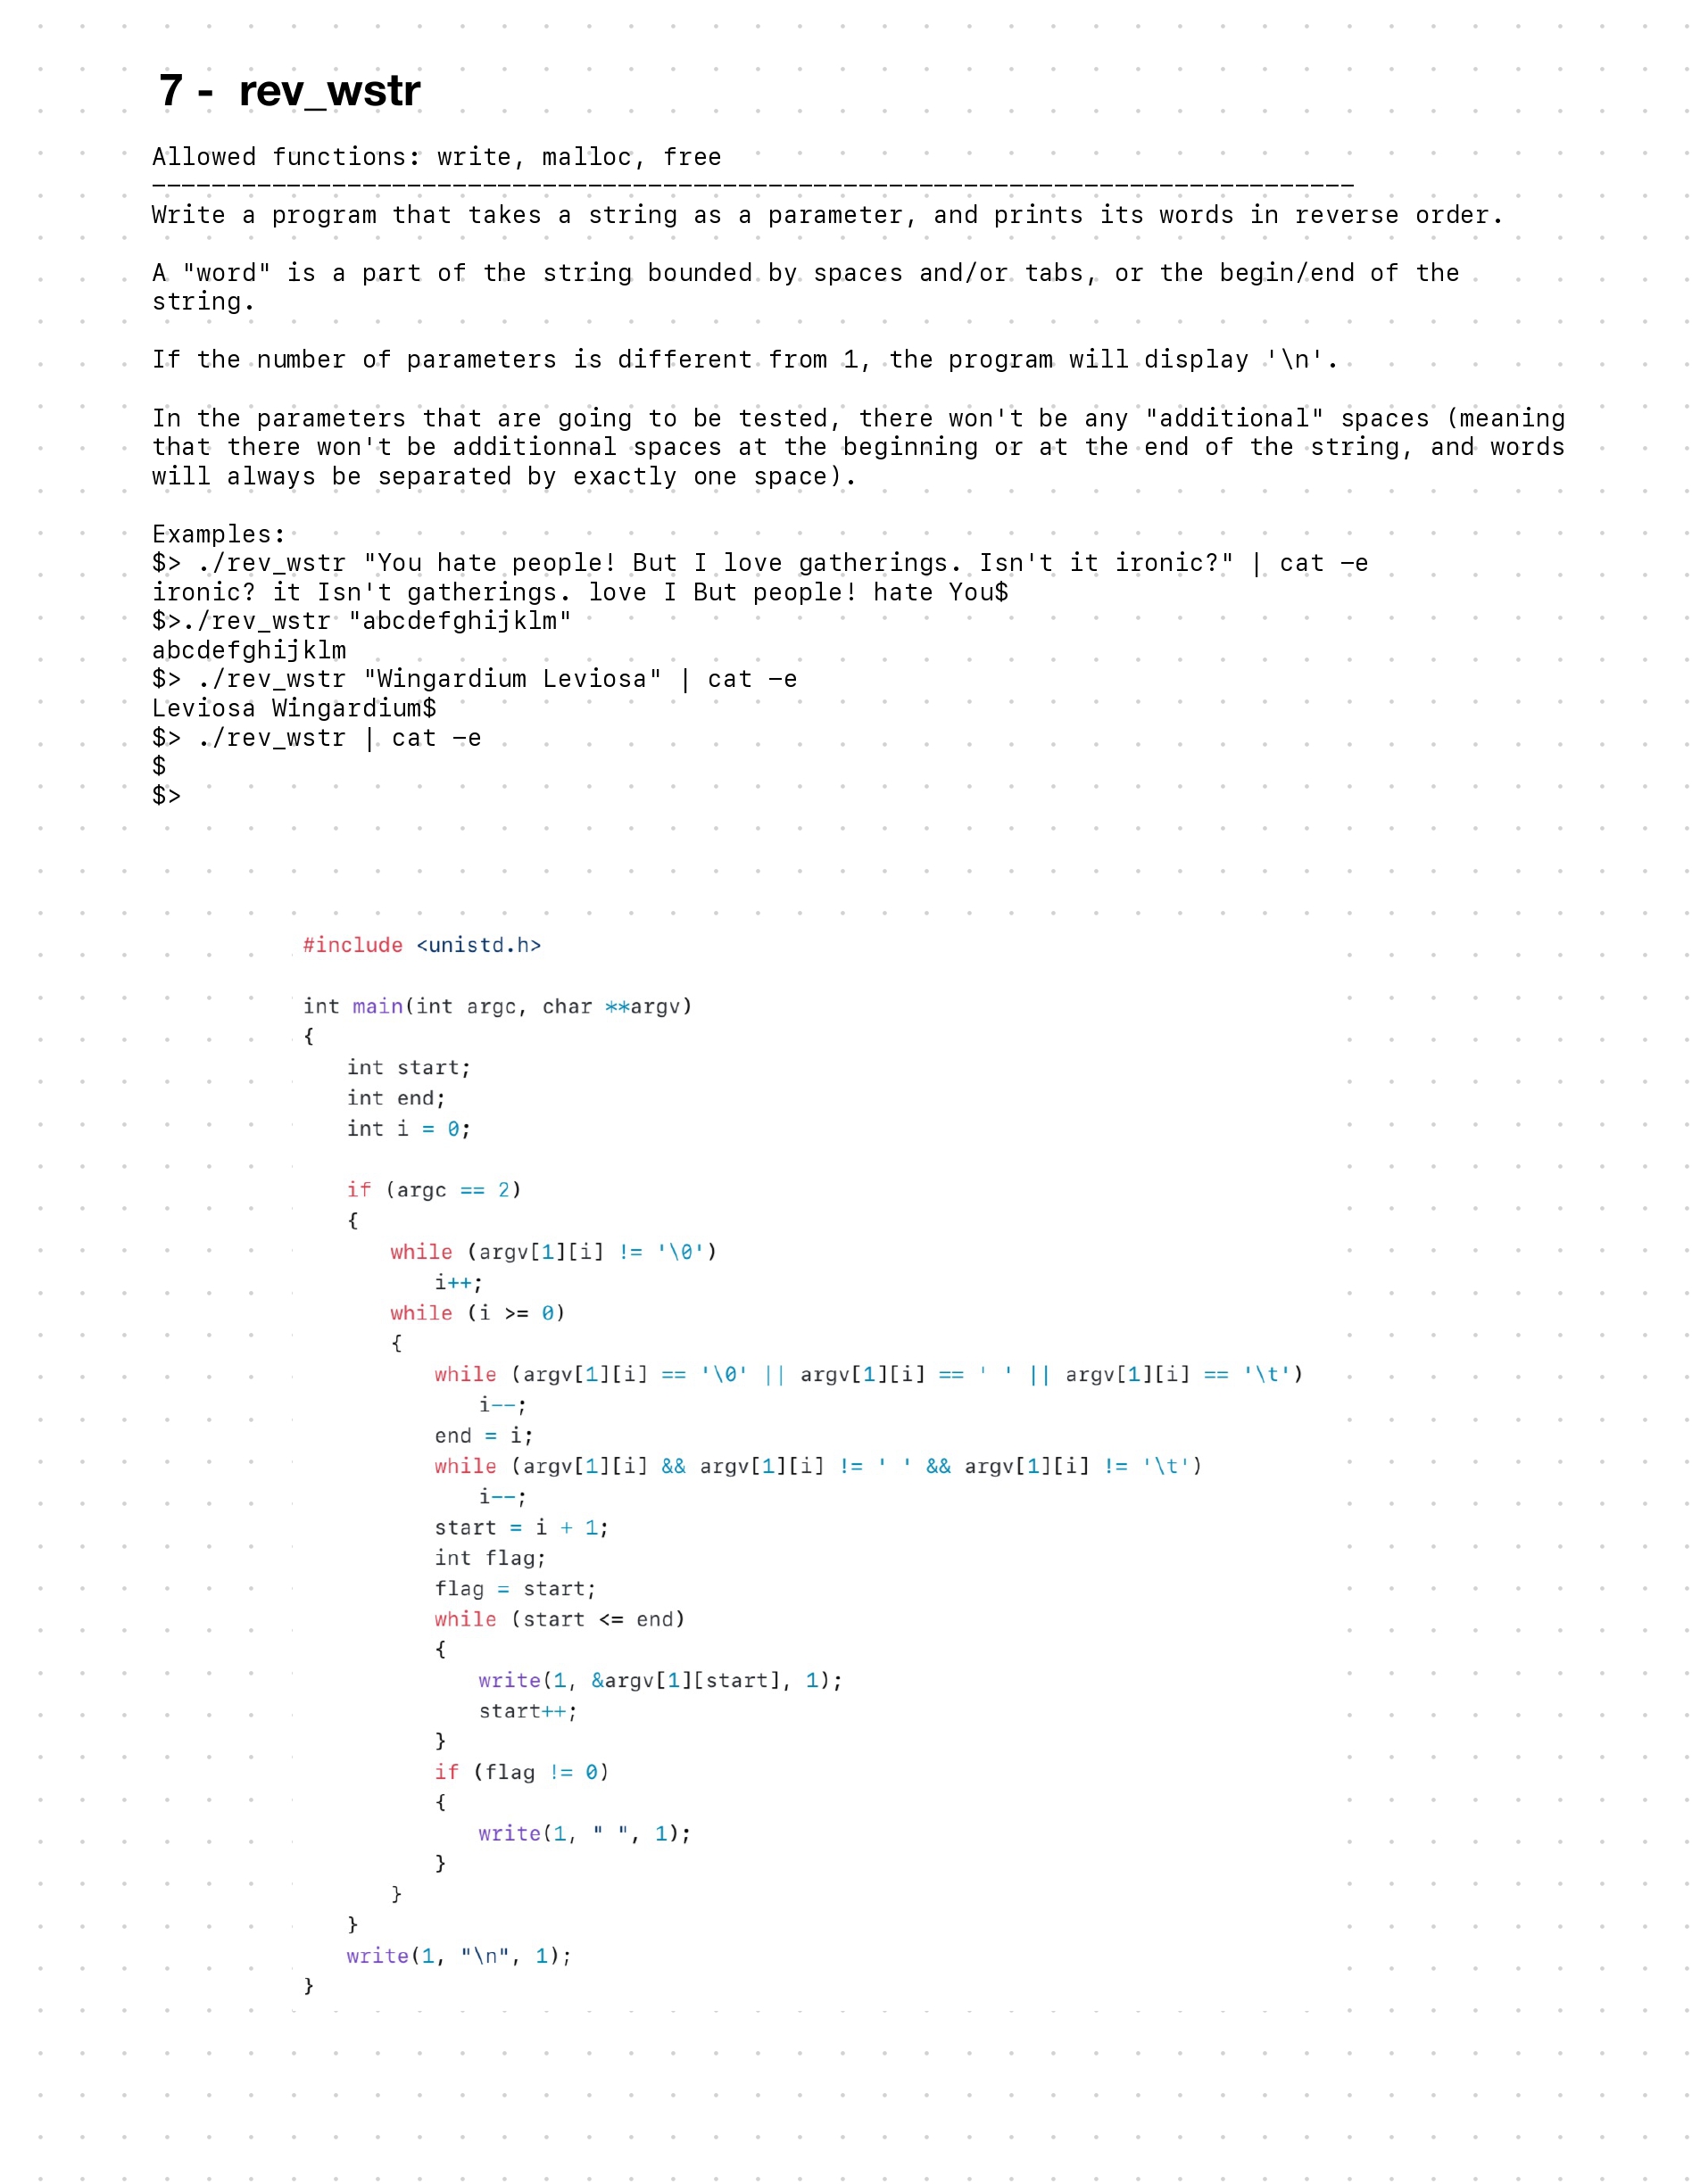 7 - rev_wstr
Allowed functions: write, malloc, free
--------------------------------------------------------------------------------
Write a program that takes a string as a parameter, and prints its words in reverse order.
A "word" is a part of the string bounded by spaces and/or tabs, or the begin/end of the
string.
If the number of parameters is different from 1, the program will display '\n'.
In the parameters that are going to be tested, there won't be any "additional" spaces (meaning
that there won't be additionnal spaces at the beginning or at the end of the string, and words
will always be separated by exactly one space).
Examples:
$> ./rev_wstr "You hate people! But I love gatherings. Isn't it ironic?" | cat -e
ironic? it Isn't gatherings. love I But people! hate You$
$>./rev_wstr "abcdefghijklm"
abcdefghijklm
$> ./rev_wstr "Wingardium Leviosa" | cat -e
Leviosa Wingardium$
$> ./rev_wstr | cat -e
$
$>
#include <unistd.h>
int main(int argc, char **argv)
{
    int start;
    int end;
    int i = 0;
    if (argc == 2)
    {
        while (argv[1][i] != '\0')
            i++;
        while (i >= 0)
        {
            while (argv[1][i] == '\0' || argv[1][i] == ' ' || argv[1][i] == '\t')
                i--;
            end = i;
            while (argv[1][i] && argv[1][i] != ' ' && argv[1][i] != '\t')
                i--;
            start = i + 1;
            int flag;
            flag = start;
            while (start <= end)
            {
                write(1, &argv[1][start], 1);
                start++;
            }
            if (flag != 0)
            {
                write(1, " ", 1);
            }
        }
    }
    write(1, "\n", 1);
}